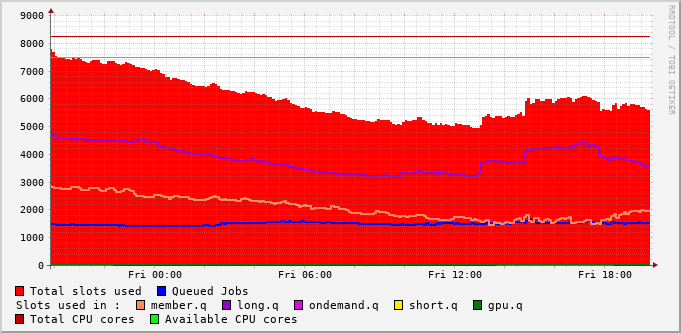 9000
8000
7000
6000
5000
4000
3000
2000
1000
0
Fri 00:00 Fri 06:00 Fri 12:00 Fri 18:00
RRDTOOL / TOBI OETIKER
Total slots used Queued Jobs
Slots used in : member.q long.q ondemand.q short.q gpu.q
Total CPU cores Available CPU cores